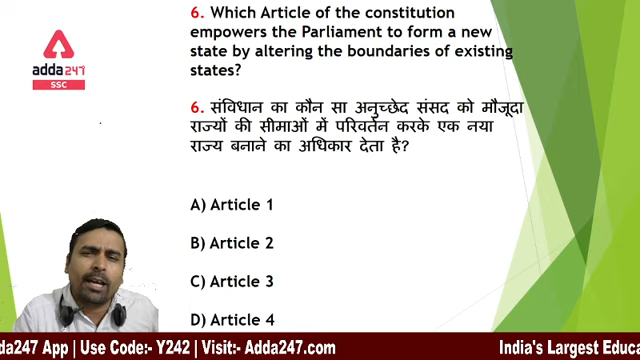 adda247
SSC
6. Which Article of the constitution
empowers the Parliament to form a new
state by altering the boundaries of existing
states?
6. संविधान का कौन सा अनुच्छेद संसद को मौजूदा
राज्यों की सीमाओं में परिवर्तन करके एक नया
राज्य बनाने का अधिकार देता है?
A) Article 1
B) Article 2
C) Article 3
D) Article 4
Adda247 App | Use Code:- Y242 | Visit:- Adda247.com
India's Largest Educa